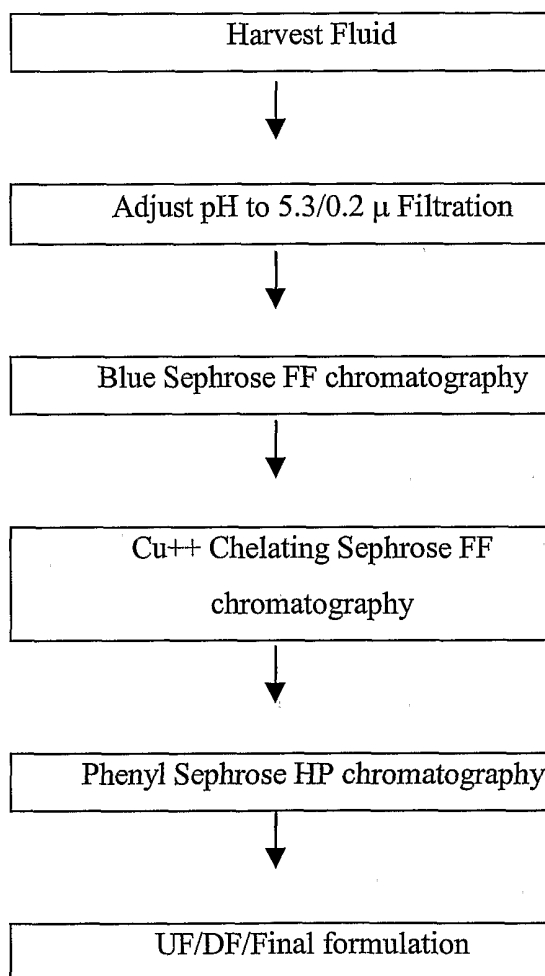 Harvest Fluid
Adjust pH to 5.3/0.2 μ Filtration
Blue Sephrose FF chromatography
Cu++ Chelating Sephrose FF
chromatography
Phenyl Sephrose HP chromatography
UF/DF/Final formulation